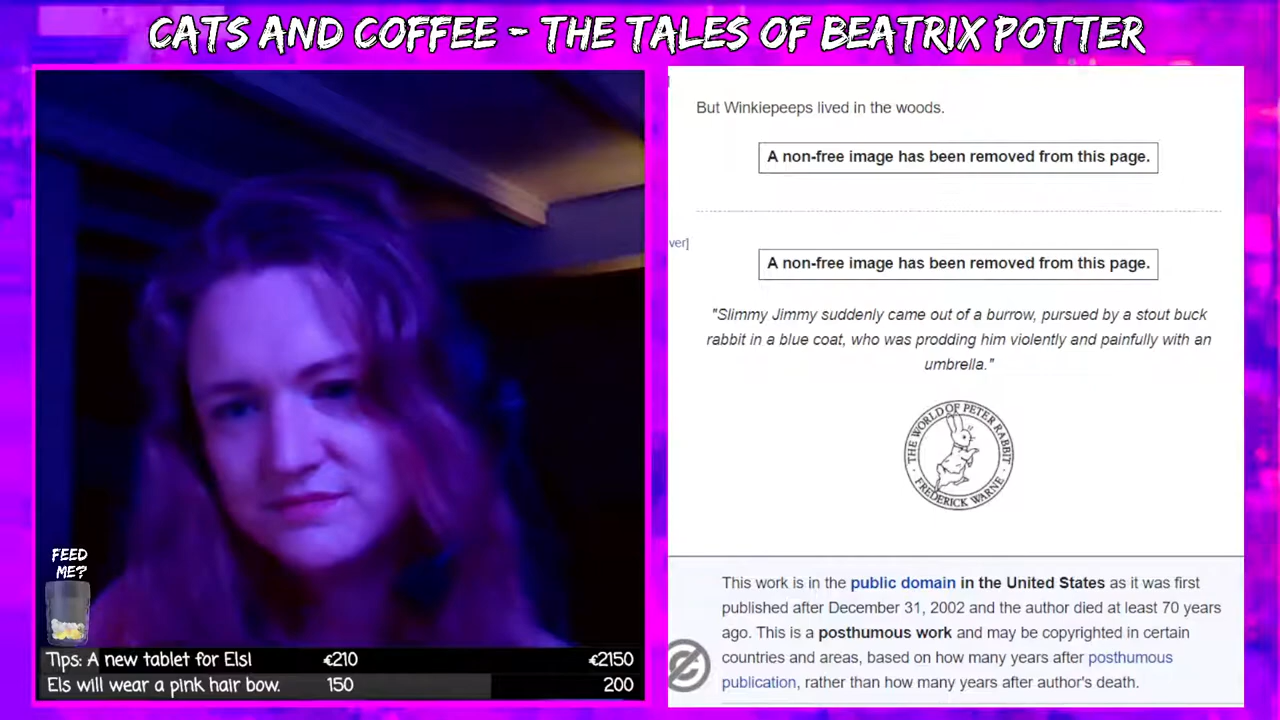 CATS AND COFFEE - THE TALES OF BEATRIX POTTER
FEED
ME?
Tips: A new tablet for Els! €210 €2150
Els will wear a pink hair bow. 150 200
But Winkiepeeps lived in the woods.
A non-free image has been removed from this page.
ver]
A non-free image has been removed from this page.
"Slimmy Jimmy suddenly came out of a burrow, pursued by a stout buck
rabbit in a blue coat, who was prodding him violently and painfully with an
umbrella."
THE WORLD OF PETER RABBIT
FREDERICK WARNE
This work is in the public domain in the United States as it was first
published after December 31, 2002 and the author died at least 70 years
ago. This is a posthumous work and may be copyrighted in certain
countries and areas, based on how many years after posthumous
publication, rather than how many years after author's death.